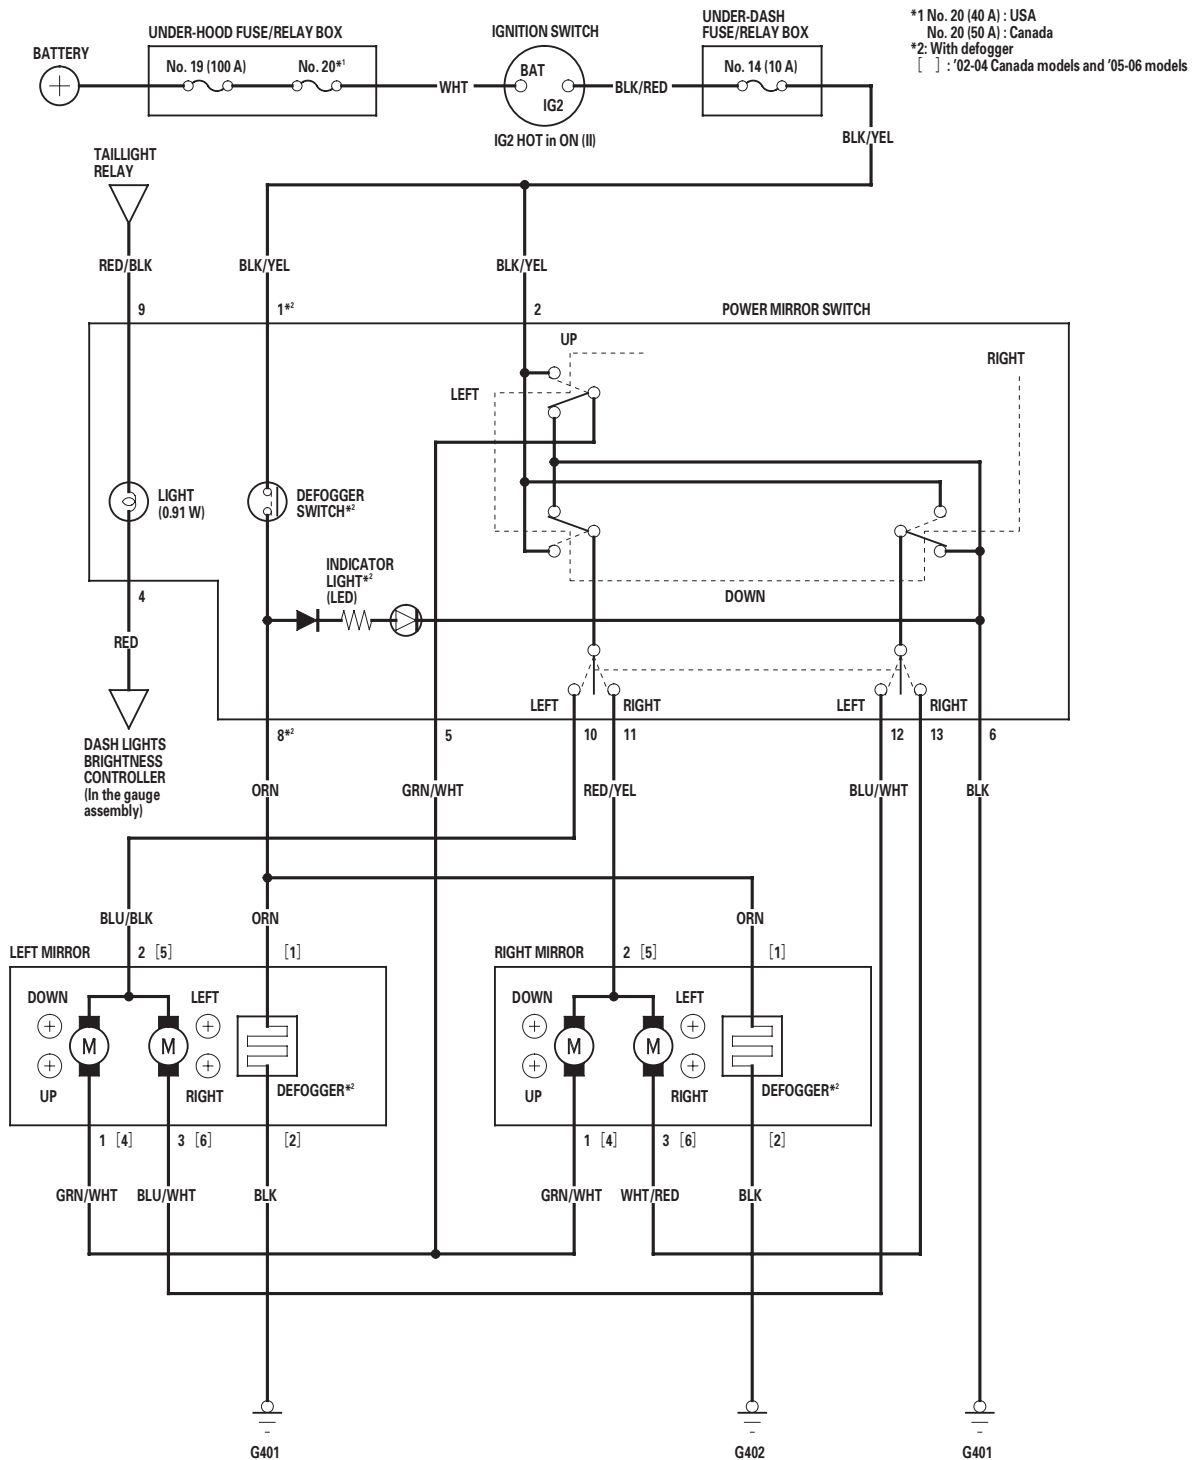 *1 No. 20 (40 A) : USA
No. 20 (50 A) : Canada
*2: With defogger
[ ] : '02-04 Canada models and '05-06 models
BATTERY
UNDER-HOOD FUSE/RELAY BOX
No. 19 (100 A)
No. 20*1
WHT
IGNITION SWITCH
BAT
IG2
IG2 HOT in ON (II)
BLK/RED
UNDER-DASH
FUSE/RELAY BOX
No. 14 (10 A)
BLK/YEL
TAILLIGHT
RELAY
RED/BLK
BLK/YEL
BLK/YEL
9
1*2
2
POWER MIRROR SWITCH
UP
LEFT
RIGHT
LIGHT
(0.91 W)
DEFOGGER
SWITCH*2
INDICATOR
LIGHT*2
(LED)
DOWN
4
RED
LEFT
RIGHT
LEFT
RIGHT
8*2
5
10
11
12
13
6
DASH LIGHTS
BRIGHTNESS
CONTROLLER
(In the gauge
assembly)
ORN
GRN/WHT
RED/YEL
BLU/WHT
BLK
BLU/BLK
ORN
ORN
LEFT MIRROR
2 [5]
[1]
RIGHT MIRROR
2 [5]
[1]
DOWN
LEFT
M
M
UP
RIGHT
DEFOGGER*2
DOWN
LEFT
M
M
UP
RIGHT
DEFOGGER*2
1 [4]
3 [6]
[2]
1 [4]
3 [6]
[2]
GRN/WHT
BLU/WHT
BLK
GRN/WHT
WHT/RED
BLK
G401
G402
G401